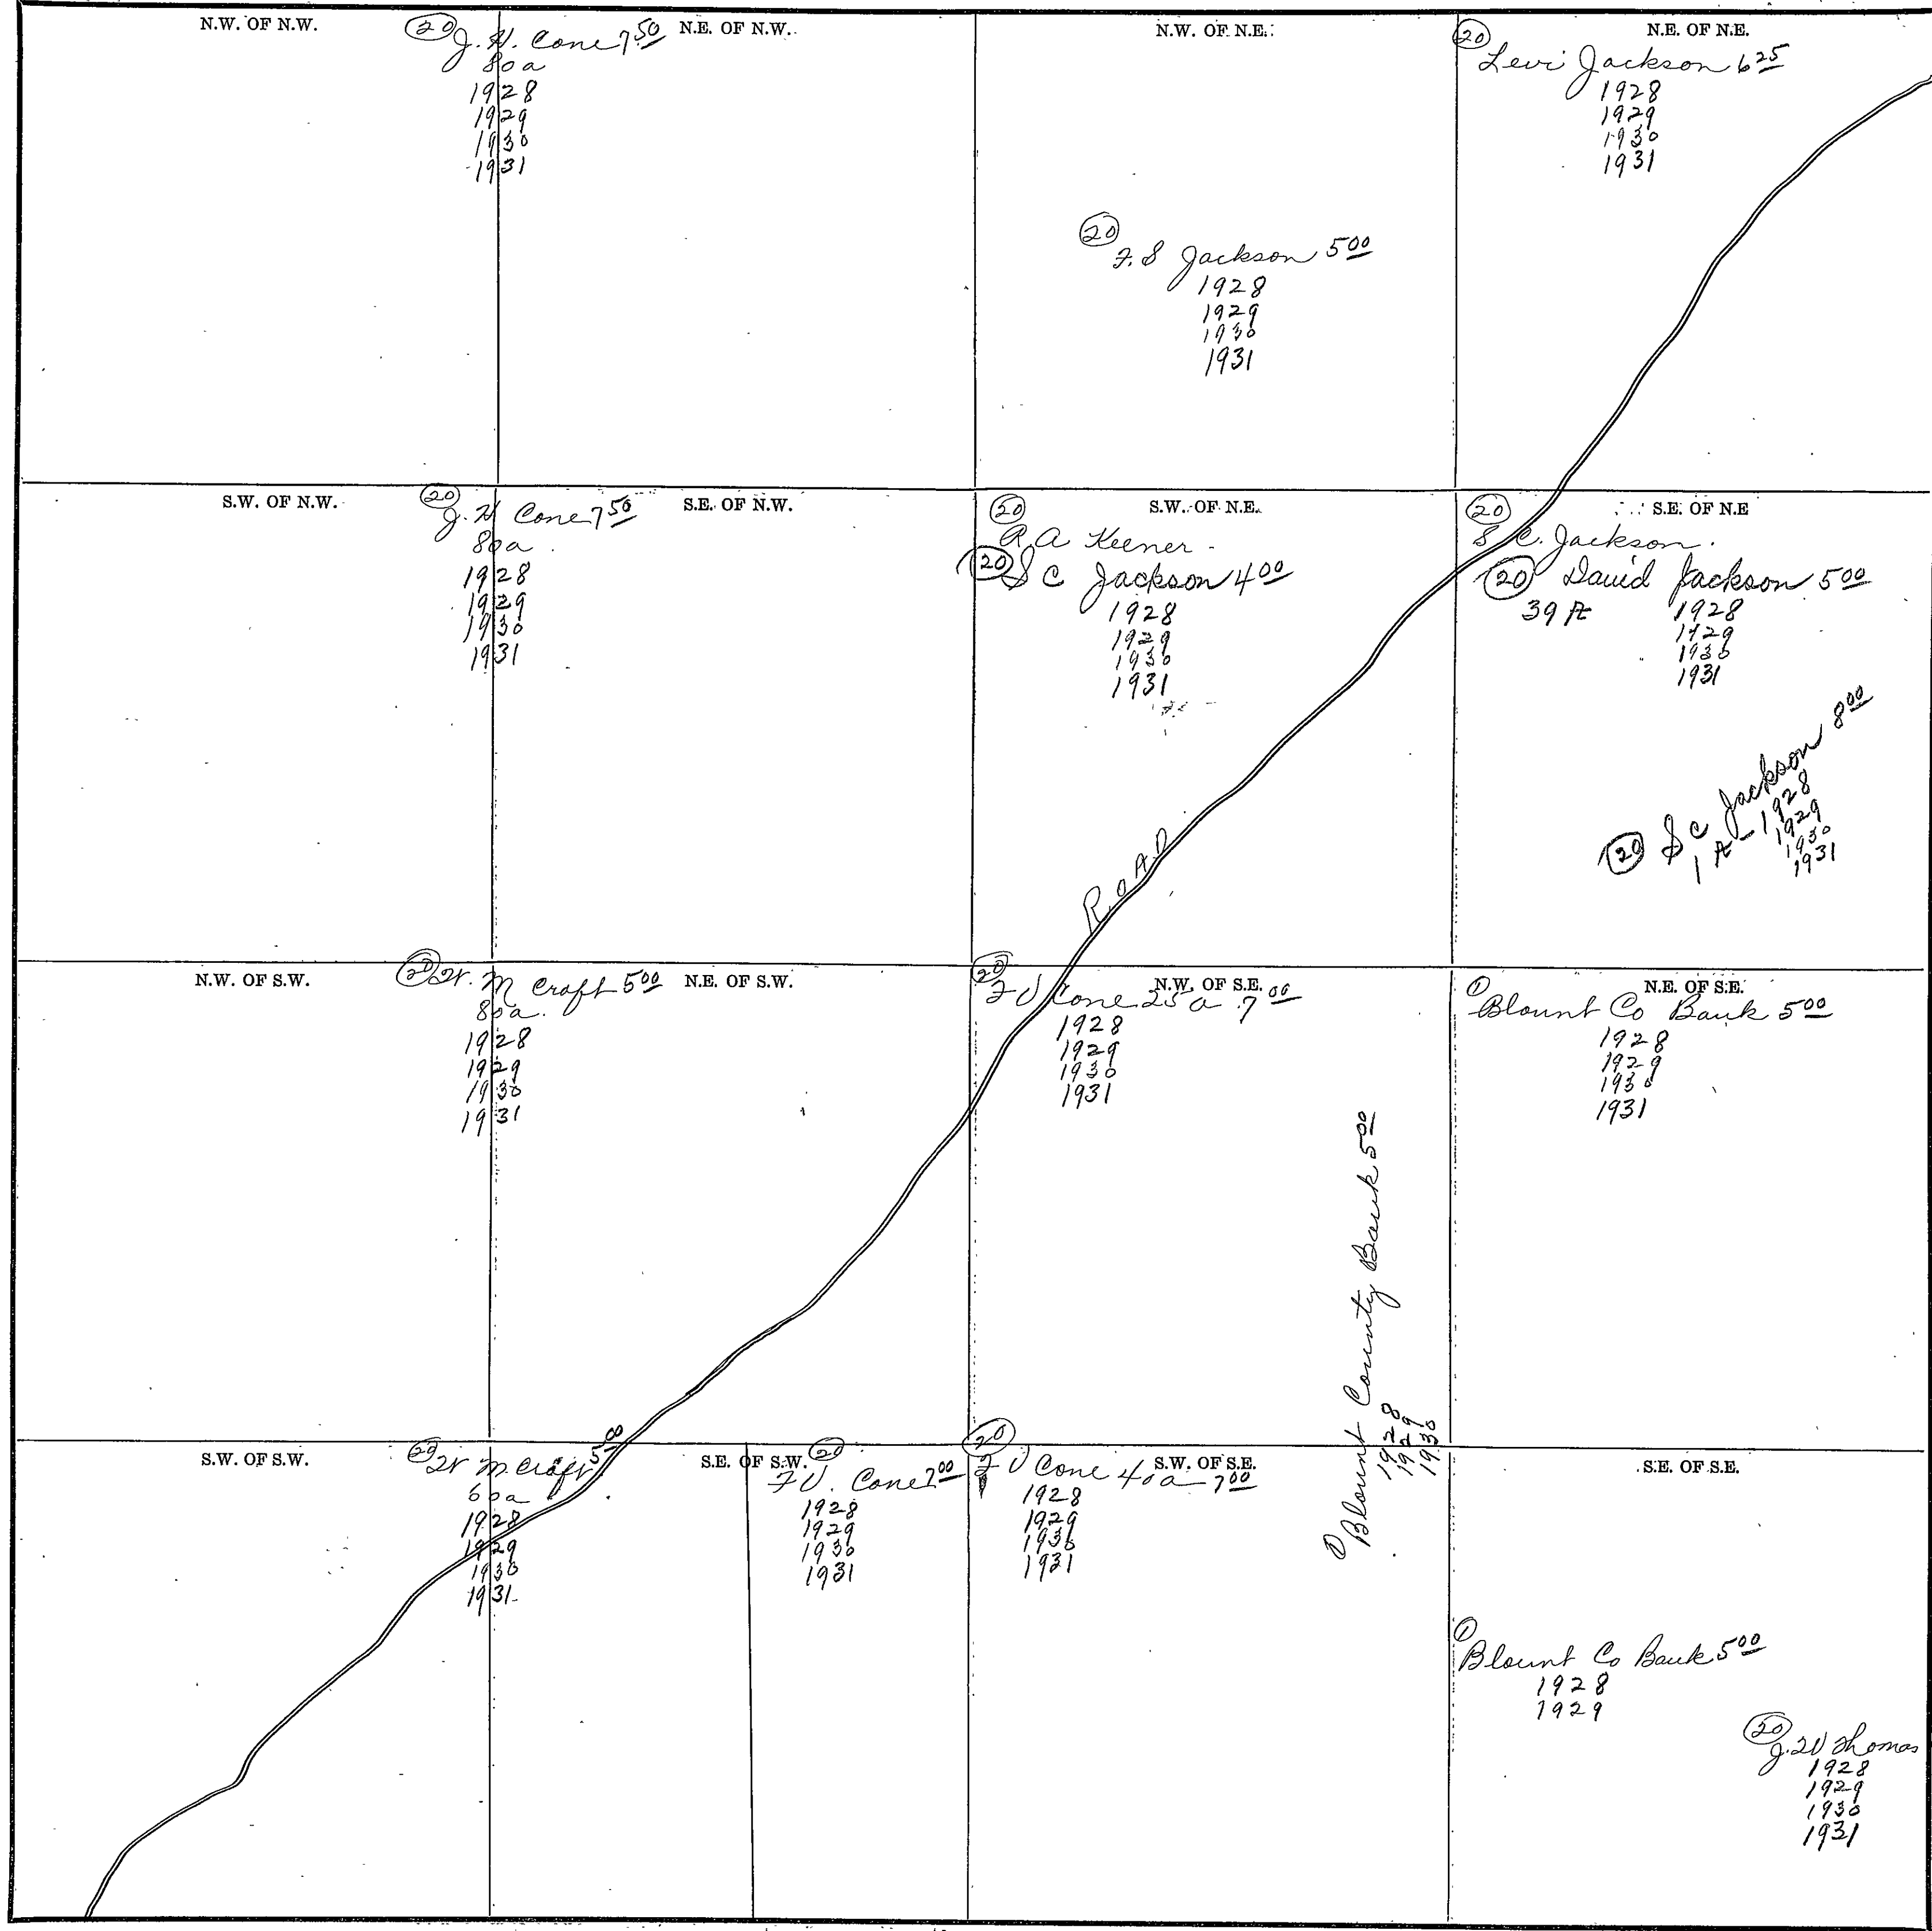 N.W. OF N.W.
(20) J. H. Cone 7 50
80 a
1928
1929
1930
1931
N.E. OF N.W.
N.W. OF N.E.
(20)
F. S Jackson 5 00
1928
1929
1930
1931
N.E. OF N.E.
(20)
Levi Jackson 6 25
1928
1929
1930
1931
S.W. OF N.W.
(20)
J. H Cone 7 50
80 a
1928
1929
1930
1931
S.E. OF N.W.
S.W. OF N.E.
(20)
R A Keener
(20) S C Jackson 4 00
1928
1929
1930
1931
S.E. OF N.E
(20)
S C. Jackson.
(20) David Jackson 5 00
39 A
1928
1929
1930
1931
(20) S C Jackson 8 00
1 A - 1928
1929
1930
1931
ROAD
N.W. OF S.W.
(20) W. M Craft 5 00
80 a.
1928
1929
1930
1931
N.E. OF S.W.
N.W. OF S.E.
(20)
F W Cone 25 a 7 00
1928
1929
1930
1931
(1) Blount County Bank 5 00
1928
1929
1930
N.E. OF S.E.
(1)
Blount Co Bank 5 00
1928
1929
1930
1931
S.W. OF S.W.
(20) W M Craft 5 00
60 a
1928
1929
1930
1931
S.E. OF S.W.
(20)
F W. Cone 7 00
1928
1929
1930
1931
S.W. OF S.E.
(20)
F W Cone 40 a 7 00
1928
1929
1930
1931
S.E. OF S.E.
(1)
Blount Co Bank 5 00
1928
1929
(20)
J. W Thomas
1928
1929
1930
1931